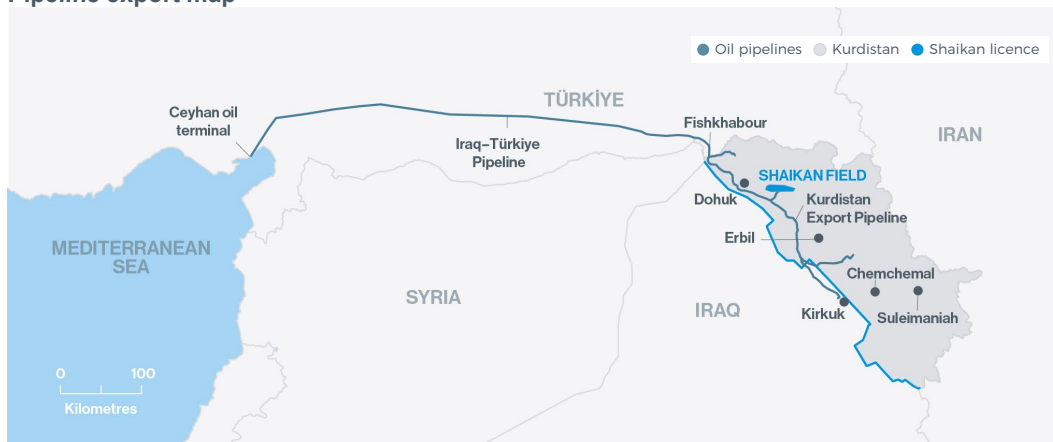 Pipeline export map
Oil pipelines
Kurdistan
Shaikan licence
TÜRKİYE
Ceyhan oil
terminal
Fishkhabour
IRAN
Iraq–Türkiye
Pipeline
SHAIKAN FIELD
Dohuk
Kurdistan
Export Pipeline
Erbil
MEDITERRANEAN
SEA
Chemchemal
SYRIA
IRAQ
Kirkuk
Suleimaniah
0 100
Kilometres